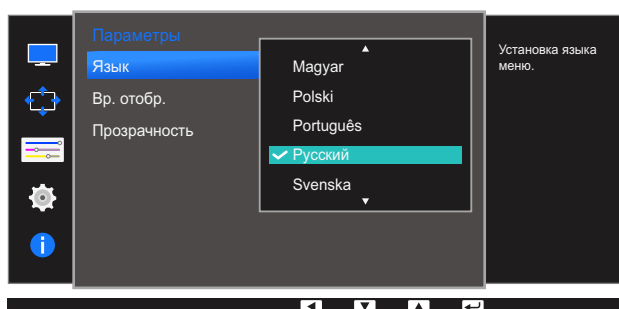 Параметры
Язык
Вр. отобр.
Прозрачность
Magyar
Polski
Português
Русский
Svenska
Установка языка
меню.